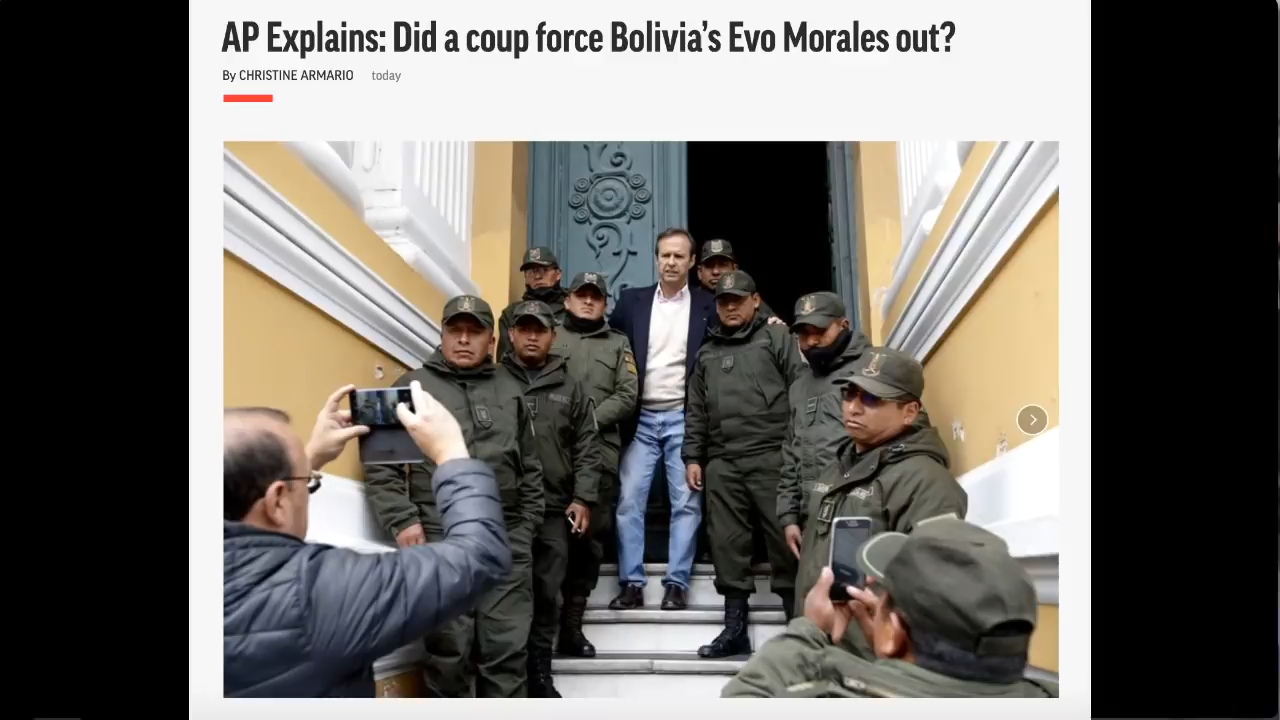 AP Explains: Did a coup force Bolivia’s Evo Morales out?
By CHRISTINE ARMARIO today